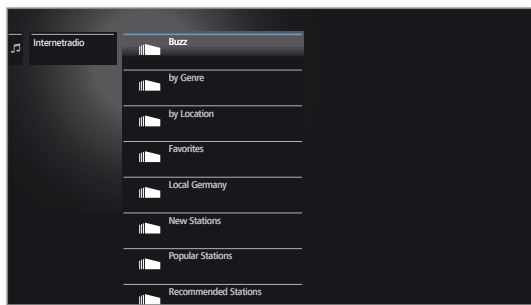 Internetradio
Buzz
by Genre
by Location
Favorites
Local Germany
New Stations
Popular Stations
Recommended Stations